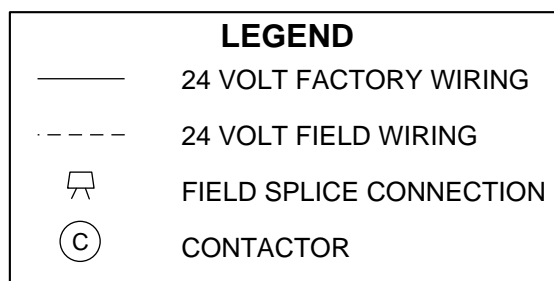 LEGEND
24 VOLT FACTORY WIRING
24 VOLT FIELD WIRING
FIELD SPLICE CONNECTION
C CONTACTOR